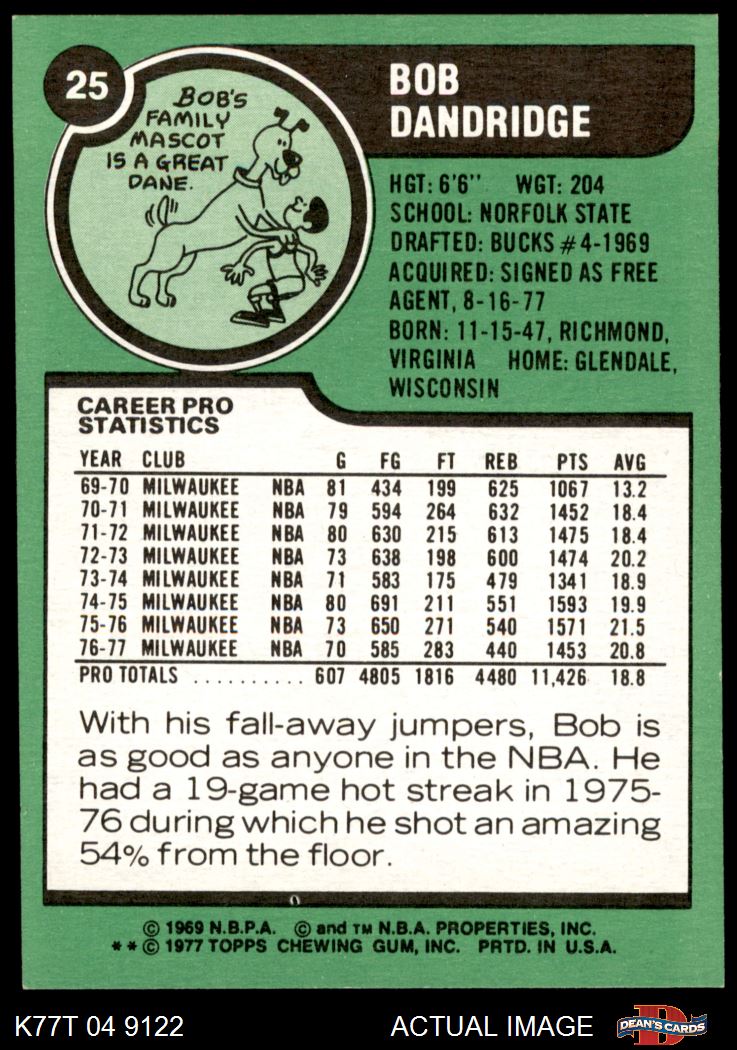 25
BOB'S
FAMILY
MASCOT
IS A GREAT
DANE.
BOB
DANDRIDGE
HGT: 6'6" WGT: 204
SCHOOL: NORFOLK STATE
DRAFTED: BUCKS #4-1969
ACQUIRED: SIGNED AS FREE
AGENT, 8-16-77
BORN: 11-15-47, RICHMOND,
VIRGINIA HOME: GLENDALE,
WISCONSIN
CAREER PRO
STATISTICS
YEAR CLUB G FG FT REB PTS AVG
69-70 MILWAUKEE NBA 81 434 199 625 1067 13.2
70-71 MILWAUKEE NBA 79 594 264 632 1452 18.4
71-72 MILWAUKEE NBA 80 630 215 613 1475 18.4
72-73 MILWAUKEE NBA 73 638 198 600 1474 20.2
73-74 MILWAUKEE NBA 71 583 175 479 1341 18.9
74-75 MILWAUKEE NBA 80 691 211 551 1593 19.9
75-76 MILWAUKEE NBA 73 650 271 540 1571 21.5
76-77 MILWAUKEE NBA 70 585 283 440 1453 20.8
PRO TOTALS .......... 607 4805 1816 4480 11,426 18.8
With his fall-away jumpers, Bob is
as good as anyone in the NBA. He
had a 19-game hot streak in 1975-
76 during which he shot an amazing
54% from the floor.
© 1969 N.B.P.A. © and TM N.B.A. PROPERTIES, INC.
**© 1977 TOPPS CHEWING GUM, INC. PRTD. IN U.S.A.
K77T 04 9122 ACTUAL IMAGE D DEAN'S CARDS